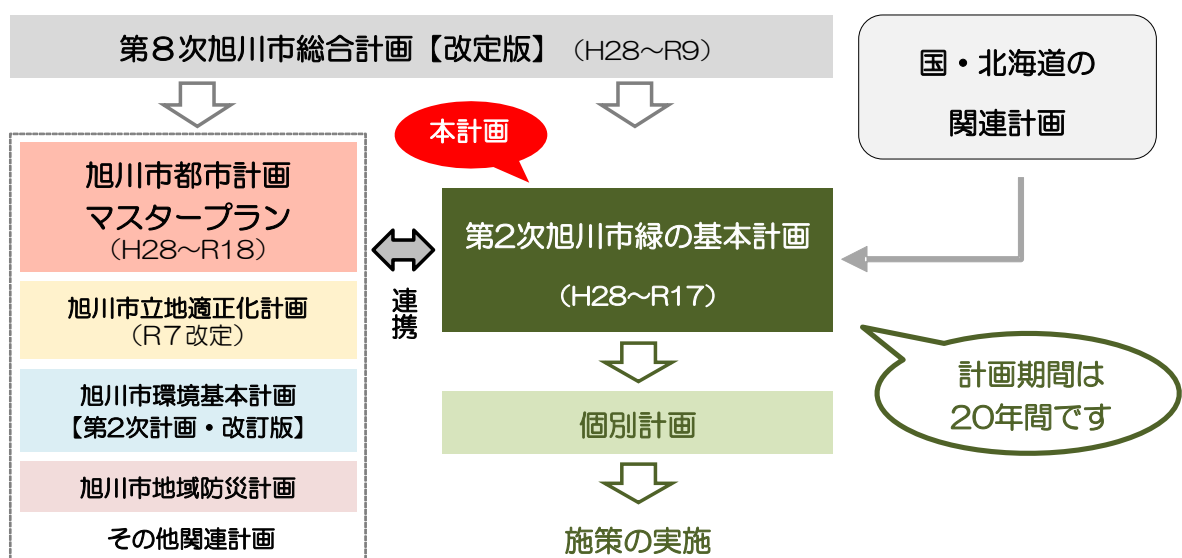 第８次旭川市総合計画【改定版】（H28～R9）
国・北海道の
関連計画
本計画
旭川市都市計画
マスタープラン
（H28～R18）
旭川市立地適正化計画
（R７改定）
旭川市環境基本計画
【第2次計画・改訂版】
旭川市地域防災計画
その他関連計画
連携
第2次旭川市緑の基本計画
（H28～R17）
計画期間は
20年間です
個別計画
施策の実施